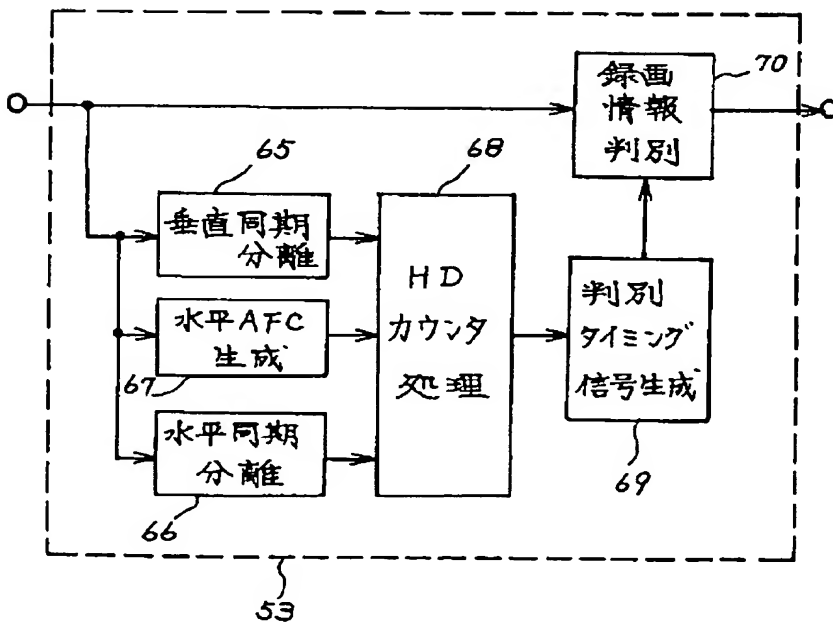 録画
情報
判別
70
65
垂直同期
分離
68
HD
カウンタ
処理
水平AFC
生成
67
判別
タイミング
信号生成
69
水平同期
分離
66
53